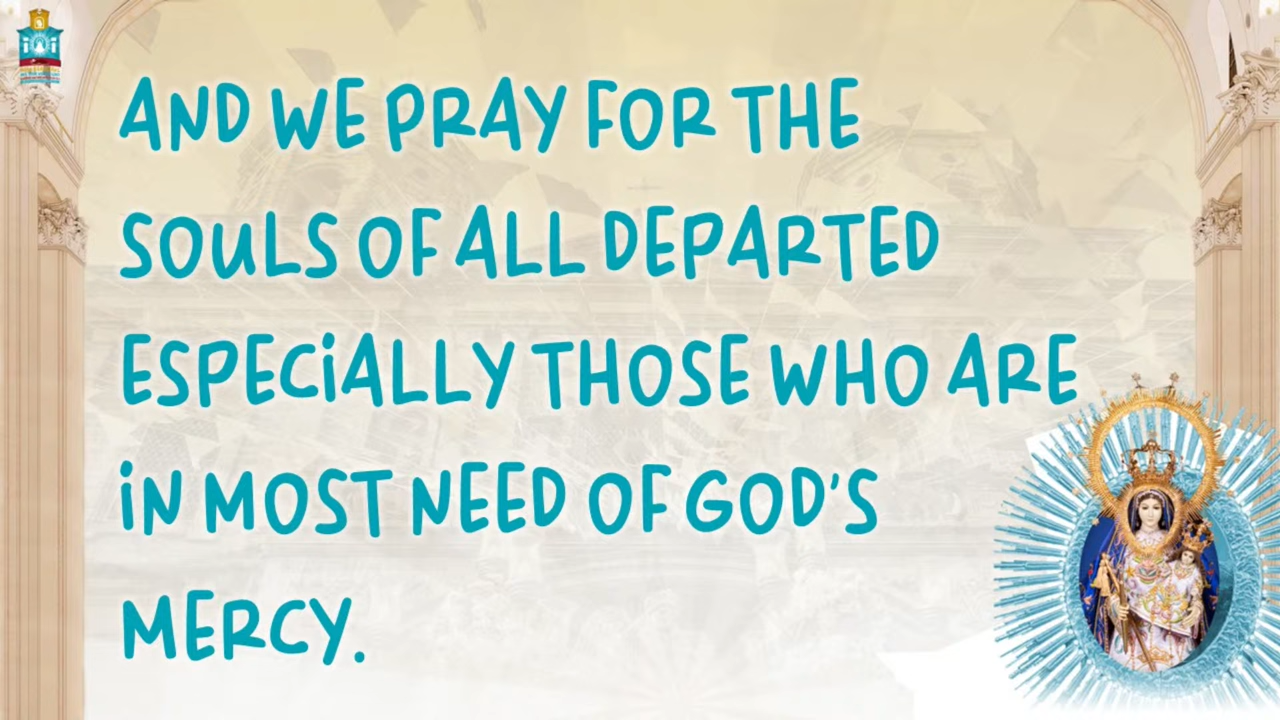 AND WE PRAY FOR THE
SOULS OF ALL DEPARTED
ESPECIALLY THOSE WHO ARE
IN MOST NEED OF GOD'S
MERCY.